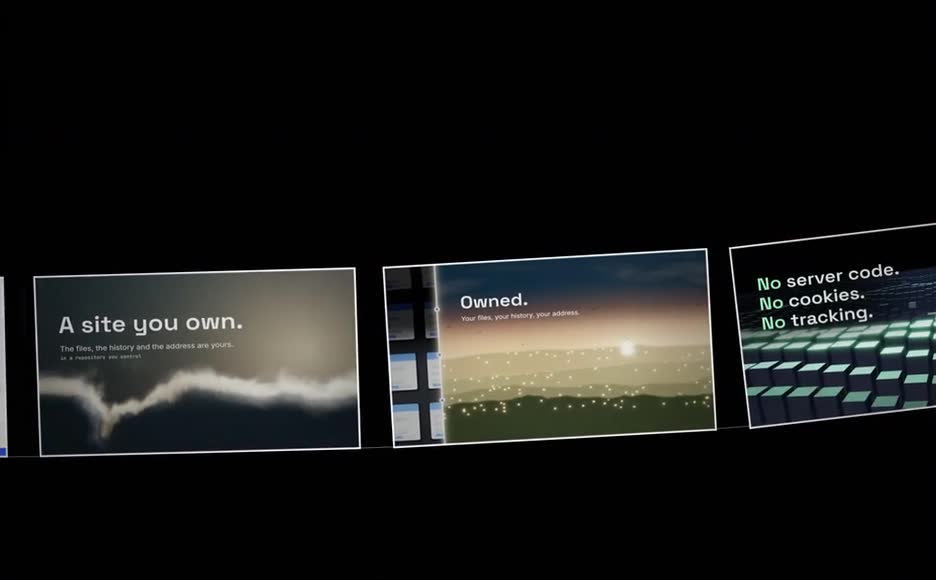 A site you own.
The files, the history and the address are yours.
in a repository you control
Owned.
Your files, your history, your address.
No server code.
No cookies.
No tracking.